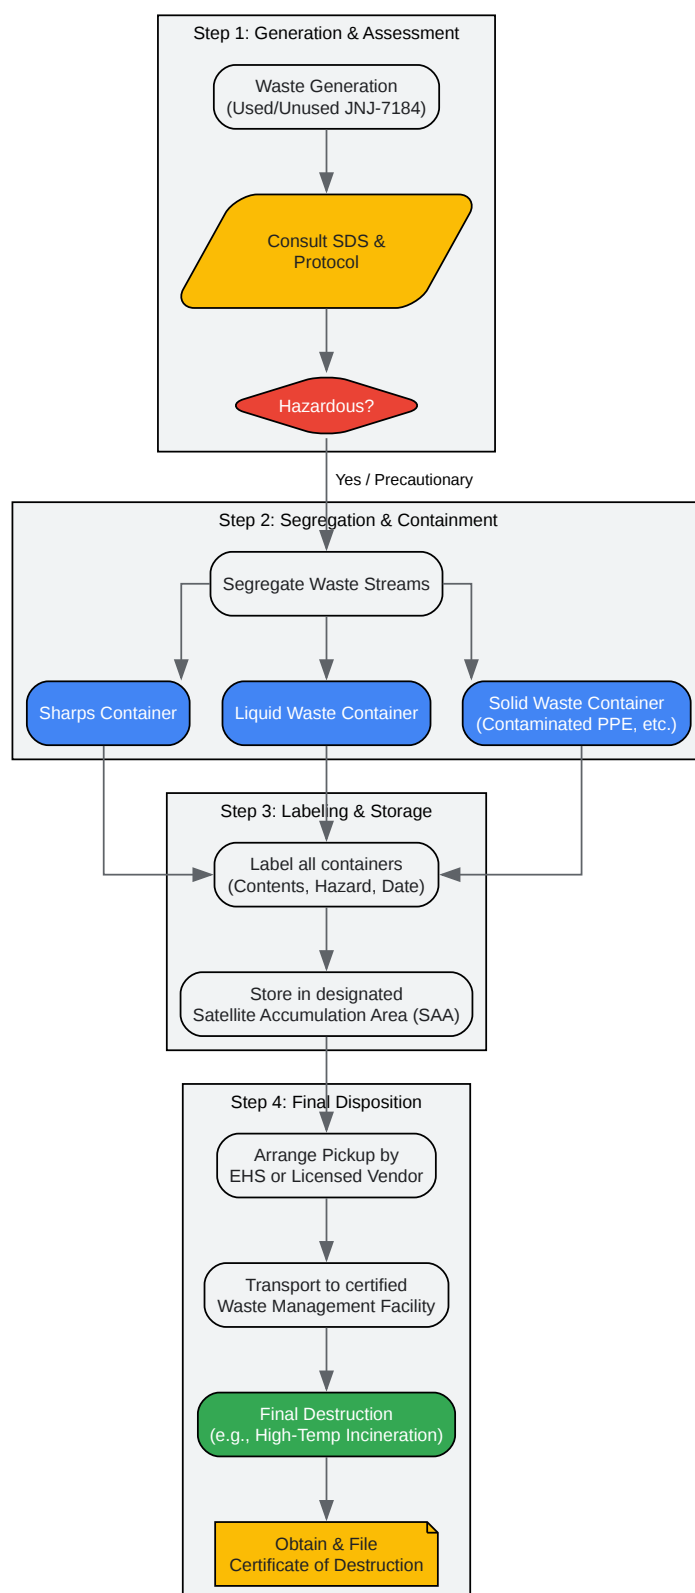 Step 1: Generation & Assessment
Waste Generation
(Used/Unused JNJ-7184)
Consult SDS &
Protocol
Hazardous?
Yes / Precautionary
Step 2: Segregation & Containment
Segregate Waste Streams
Sharps Container
Liquid Waste Container
Solid Waste Container
(Contaminated PPE, etc.)
Step 3: Labeling & Storage
Label all containers
(Contents, Hazard, Date)
Store in designated
Satellite Accumulation Area (SAA)
Step 4: Final Disposition
Arrange Pickup by
EHS or Licensed Vendor
Transport to certified
Waste Management Facility
Final Destruction
(e.g., High-Temp Incineration)
Obtain & File
Certificate of Destruction